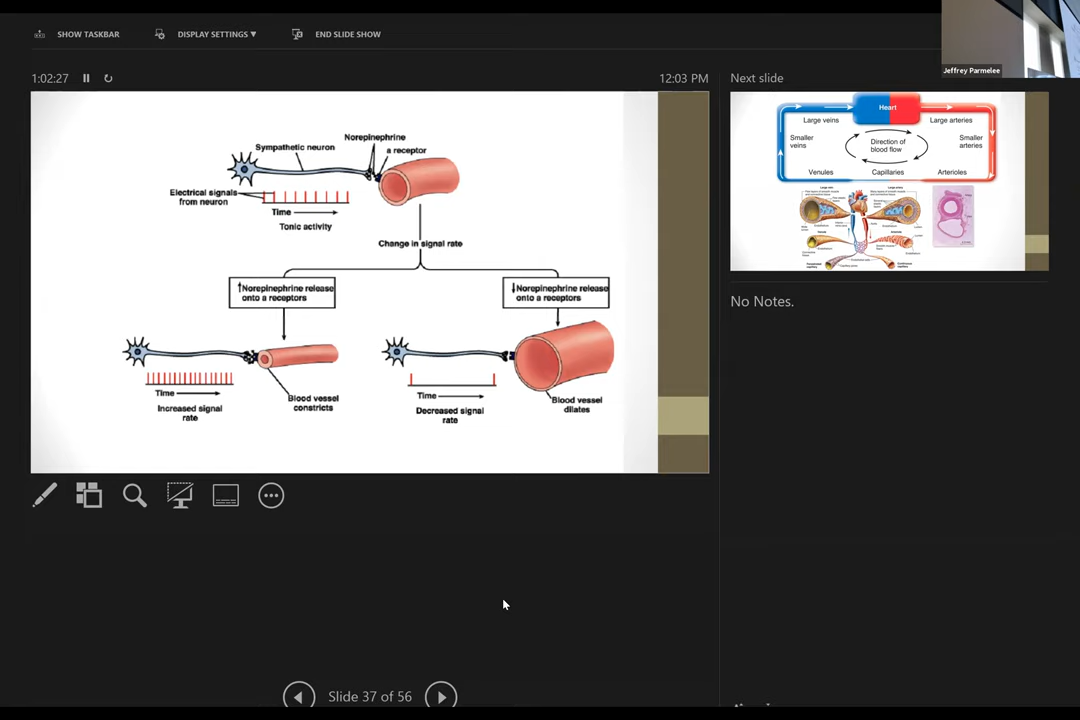 SHOW TASKBAR
DISPLAY SETTINGS ▾
END SLIDE SHOW
Jeffrey Parmelee
1:02:27
12:03 PM
Next slide
Norepinephrine
Sympathetic neuron
a receptor
Electrical signals
from neuron
Time
Tonic activity
Change in signal rate
↑Norepinephrine release
onto a receptors
↓Norepinephrine release
onto a receptors
Time
Increased signal
rate
Blood vessel
constricts
Time
Decreased signal
rate
Blood vessel
dilates
Heart
Large veins
Large arteries
Smaller
veins
Direction of
blood flow
Smaller
arteries
Venules
Capillaries
Arterioles
No Notes.
Slide 37 of 56